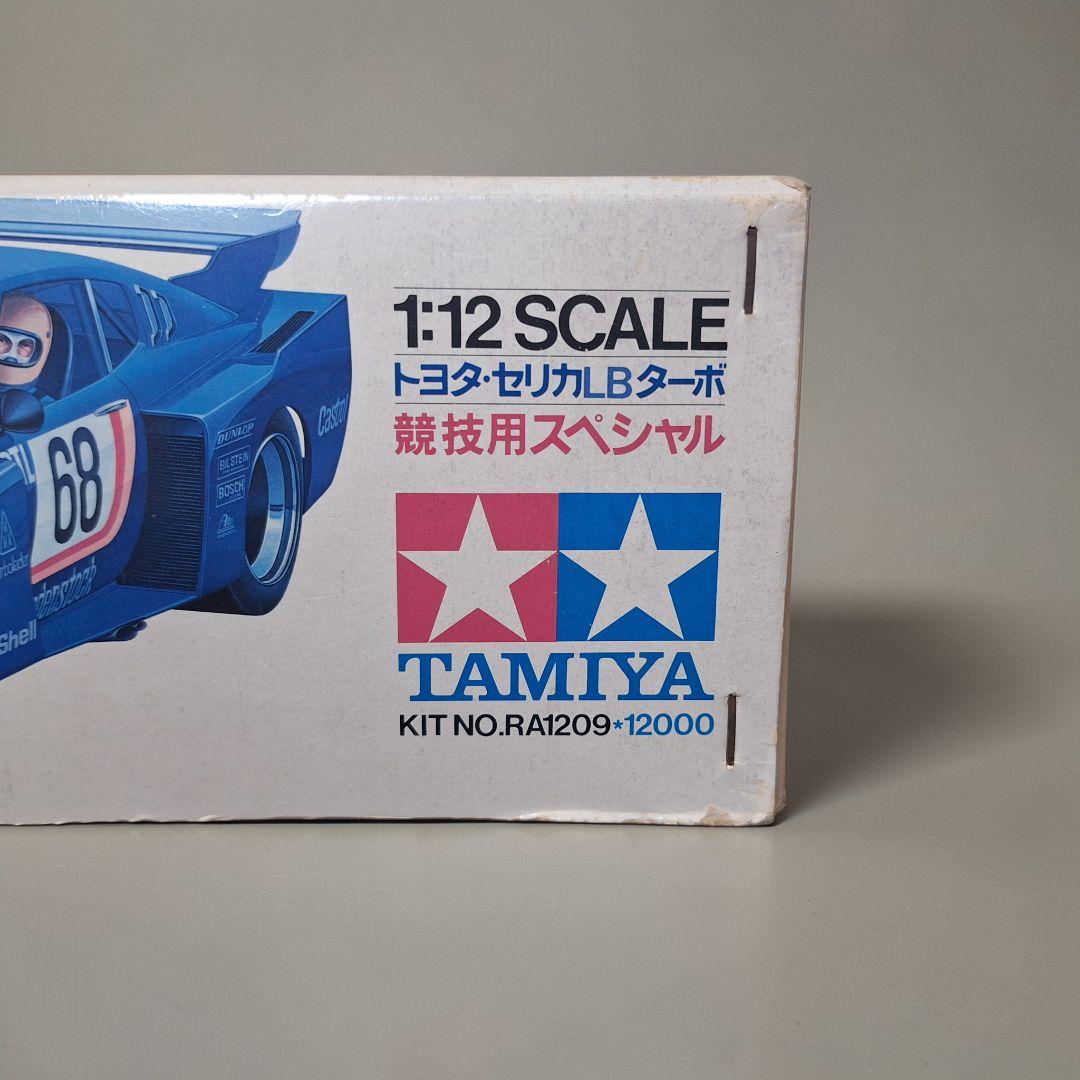 1:12 SCALE
トヨタ・セリカLBターボ
競技用スペシャル
TAMIYA
KIT NO.RA1209*12000
68
DUNLOP
BILSTEIN
BOSCH
Castrol
Shell